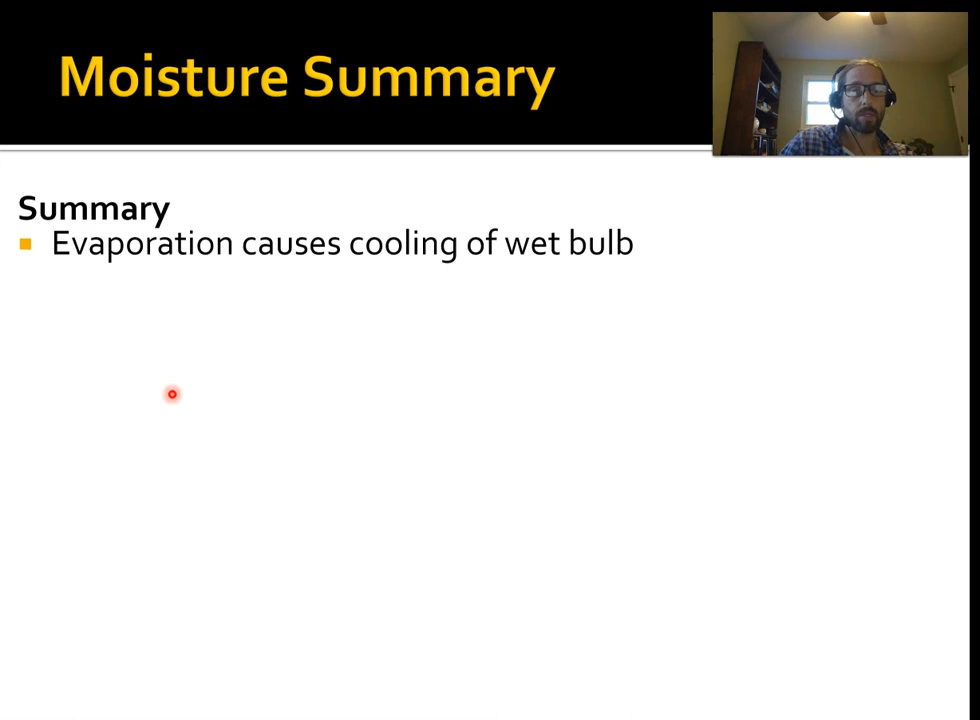 Moisture Summary
Summary
Evaporation causes cooling of wet bulb